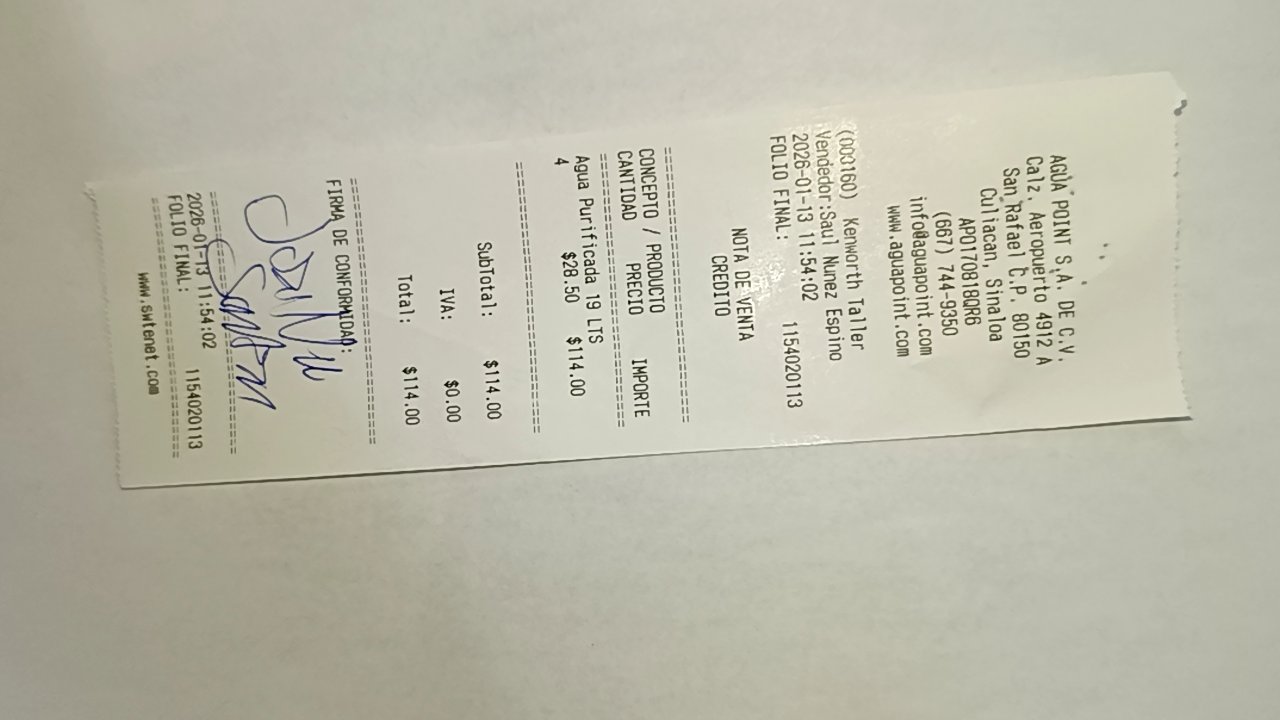 AGUA POINT S.A. DE C.V.
Calz. Aeropuerto 4912 A
San Rafael C.P. 80150
Culiacan, Sinaloa
APO170818QR6
(667) 744-9350
info@aguapoint.com
www.aguapoint.com
(000160) Kenworth Taller
Vendedor:Saul Nunez Espino
2026-01-13 11:54:02
FOLIO FINAL: 1154020113
NOTA DE VENTA
CREDITO
=========================
CONCEPTO / PRODUCTO
CANTIDAD PRECIO IMPORTE
=========================
Agua Purificada 19 LTS
4 $28.50 $114.00
=========================
SubTotal: $114.00
IVA: $0.00
Total: $114.00
=========================
FIRMA DE CONFORMIDAD:
=========================
2026-01-13 11:54:02
FOLIO FINAL: 1154020113
=========================
www.swtenet.com